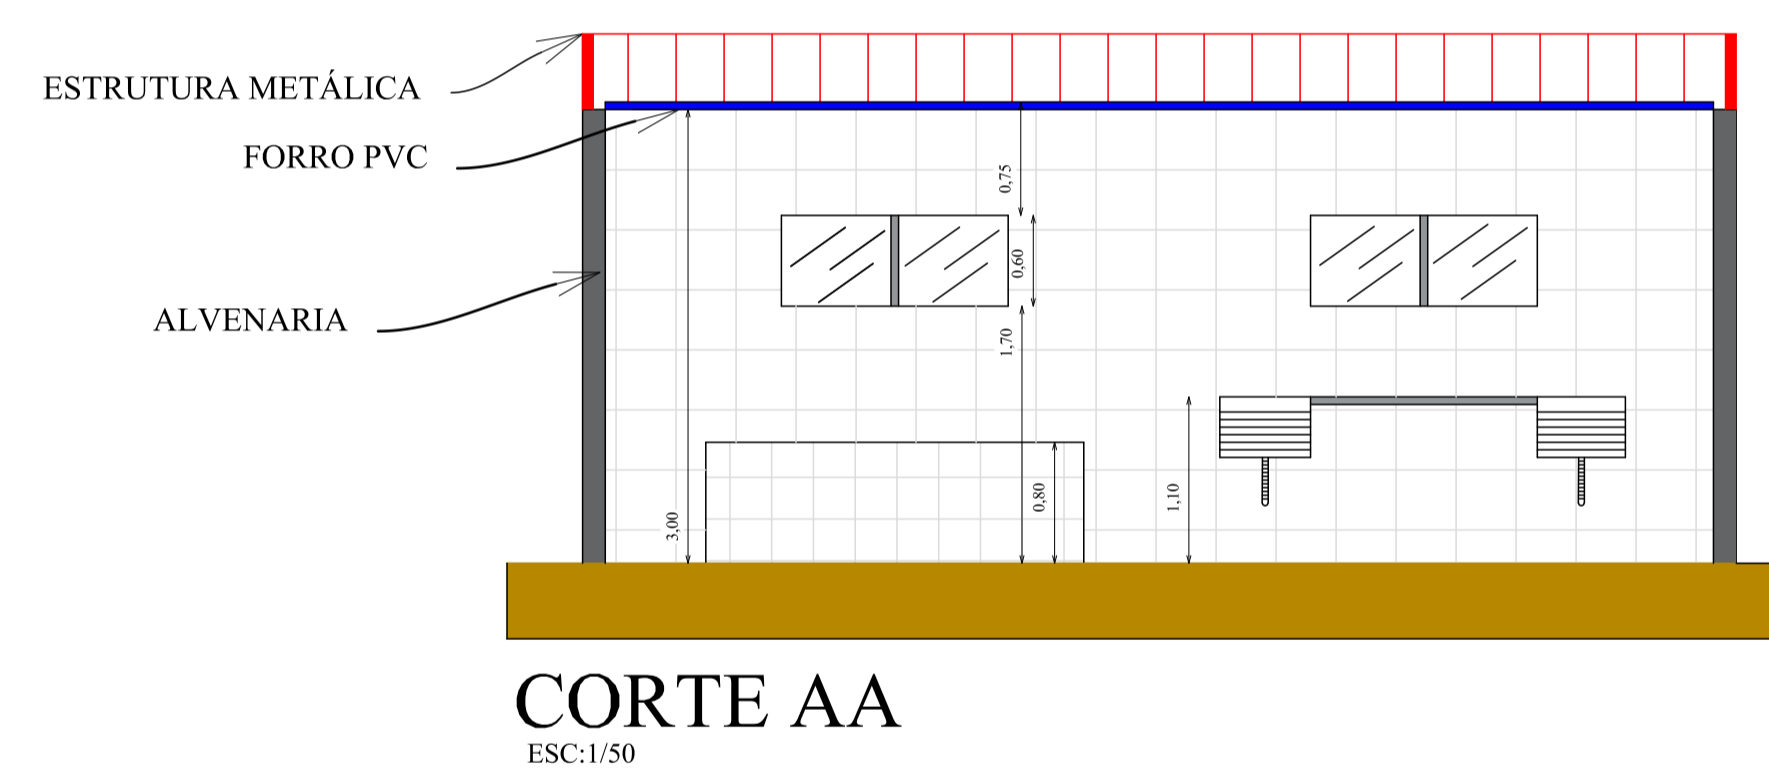 ESTRUTURA METÁLICA
FORRO PVC
0,75
0,60
ALVENARIA
1,70
3,00
0,80
1,10
CORTE AA
ESC:1/50